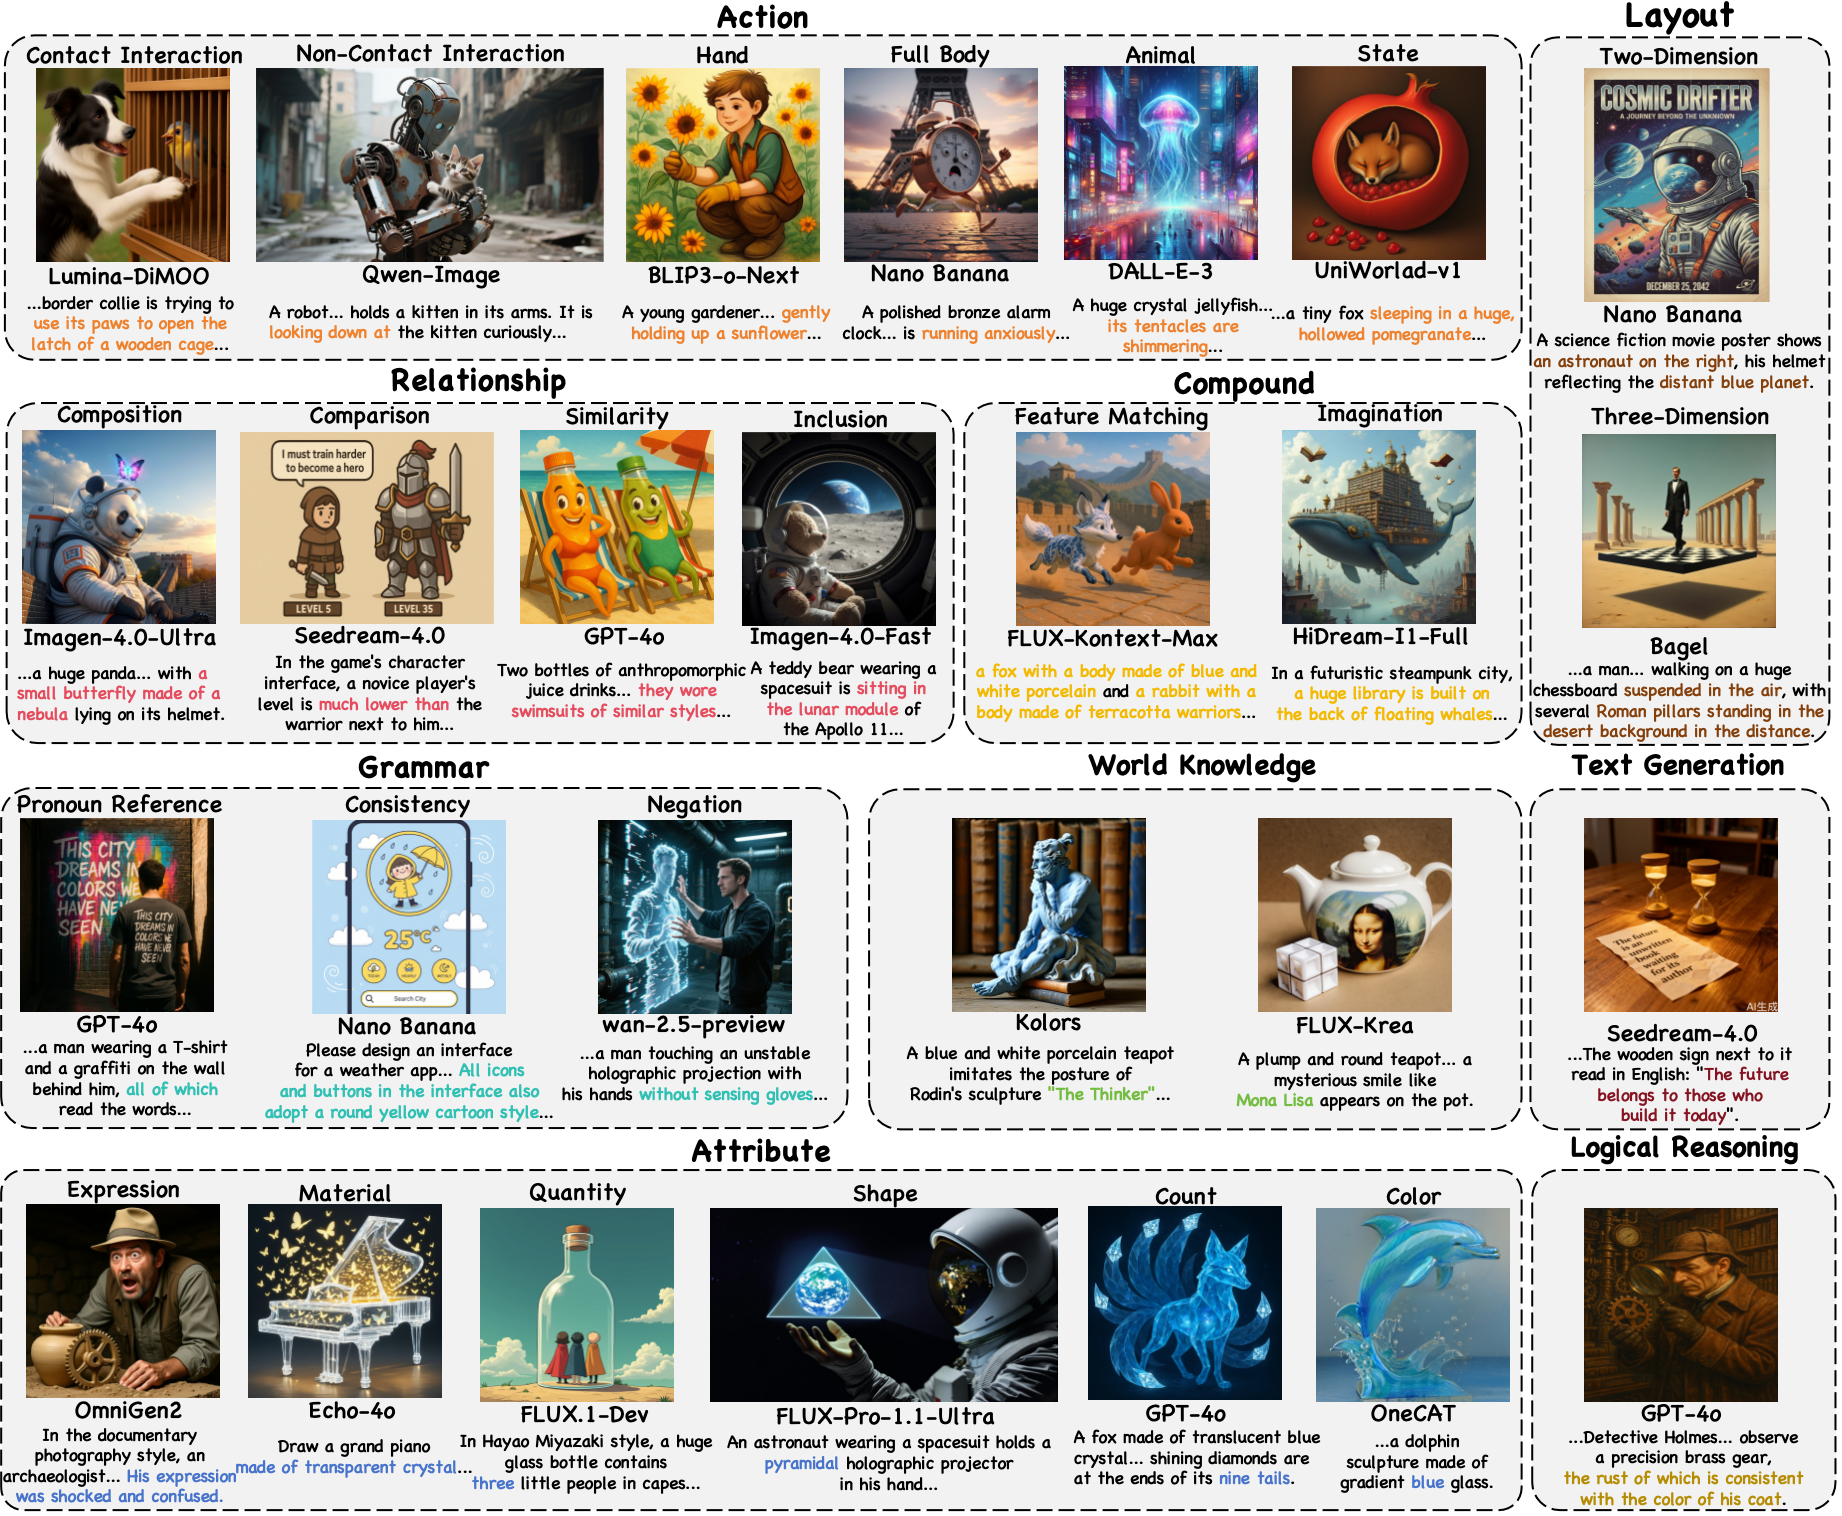 Action
Contact Interaction
Non-Contact Interaction
Hand
Full Body
Animal
State
Lumina-DiMOO
Qwen-Image
BLIP3-o-Next
Nano Banana
DALL-E-3
UniWorlad-v1
...border collie is trying to
use its paws to open the
latch of a wooden cage...
A robot... holds a kitten in its arms. It is
looking down at the kitten curiously...
A young gardener... gently
holding up a sunflower...
A polished bronze alarm
clock... is running anxiously...
A huge crystal jellyfish...
its tentacles are
shimmering...
...a tiny fox sleeping in a huge,
hollowed pomegranate...
Layout
Two-Dimension
COSMIC DRIFTER
A JOURNEY BEYOND THE UNKNOWN
DECEMBER 25, 2042
Nano Banana
A science fiction movie poster shows
an astronaut on the right, his helmet
reflecting the distant blue planet.
Three-Dimension
Bagel
...a man... walking on a huge
chessboard suspended in the air, with
several Roman pillars standing in the
desert background in the distance.
Relationship
Composition
Comparison
Similarity
Inclusion
I must train harder
to become a hero
LEVEL 5
LEVEL 35
Imagen-4.0-Ultra
Seedream-4.0
GPT-4o
Imagen-4.0-Fast
...a huge panda... with a
small butterfly made of a
nebula lying on its helmet.
In the game's character
interface, a novice player's
level is much lower than the
warrior next to him...
Two bottles of anthropomorphic
juice drinks... they wore
swimsuits of similar styles...
A teddy bear wearing a
spacesuit is sitting in
the lunar module of
the Apollo 11...
Compound
Feature Matching
Imagination
FLUX-Kontext-Max
HiDream-I1-Full
a fox with a body made of blue and
white porcelain and a rabbit with a
body made of terracotta warriors...
In a futuristic steampunk city,
a huge library is built on
the back of floating whales...
Grammar
Pronoun Reference
Consistency
Negation
THIS CITY
DREAMS IN
COLORS WE
HAVE NEV
SEEN
THIS CITY
DREAMS IN
COLORS WE
HAVE NEVER
SEEN
25°C
TODAY
Search City
GPT-4o
Nano Banana
wan-2.5-preview
...a man wearing a T-shirt
and a graffiti on the wall
behind him, all of which
read the words...
Please design an interface
for a weather app... All icons
and buttons in the interface also
adopt a round yellow cartoon style...
...a man touching an unstable
holographic projection with
his hands without sensing gloves...
World Knowledge
Kolors
FLUX-Krea
A blue and white porcelain teapot
imitates the posture of
Rodin's sculpture "The Thinker"...
A plump and round teapot... a
mysterious smile like
Mona Lisa appears on the pot.
Text Generation
The future
is an
unwritten
book
waiting
for its
author
AI生成
Seedream-4.0
...The wooden sign next to it
read in English: "The future
belongs to those who
build it today".
Attribute
Expression
Material
Quantity
Shape
Count
Color
OmniGen2
Echo-4o
FLUX.1-Dev
FLUX-Pro-1.1-Ultra
GPT-4o
OneCAT
In the documentary
photography style, an
archaeologist... His expression
was shocked and confused.
Draw a grand piano
made of transparent crystal...
In Hayao Miyazaki style, a huge
glass bottle contains
three little people in capes...
An astronaut wearing a spacesuit holds a
pyramidal holographic projector
in his hand...
A fox made of translucent blue
crystal... shining diamonds are
at the ends of its nine tails.
...a dolphin
sculpture made of
gradient blue glass.
Logical Reasoning
GPT-4o
...Detective Holmes... observe
a precision brass gear,
the rust of which is consistent
with the color of his coat.